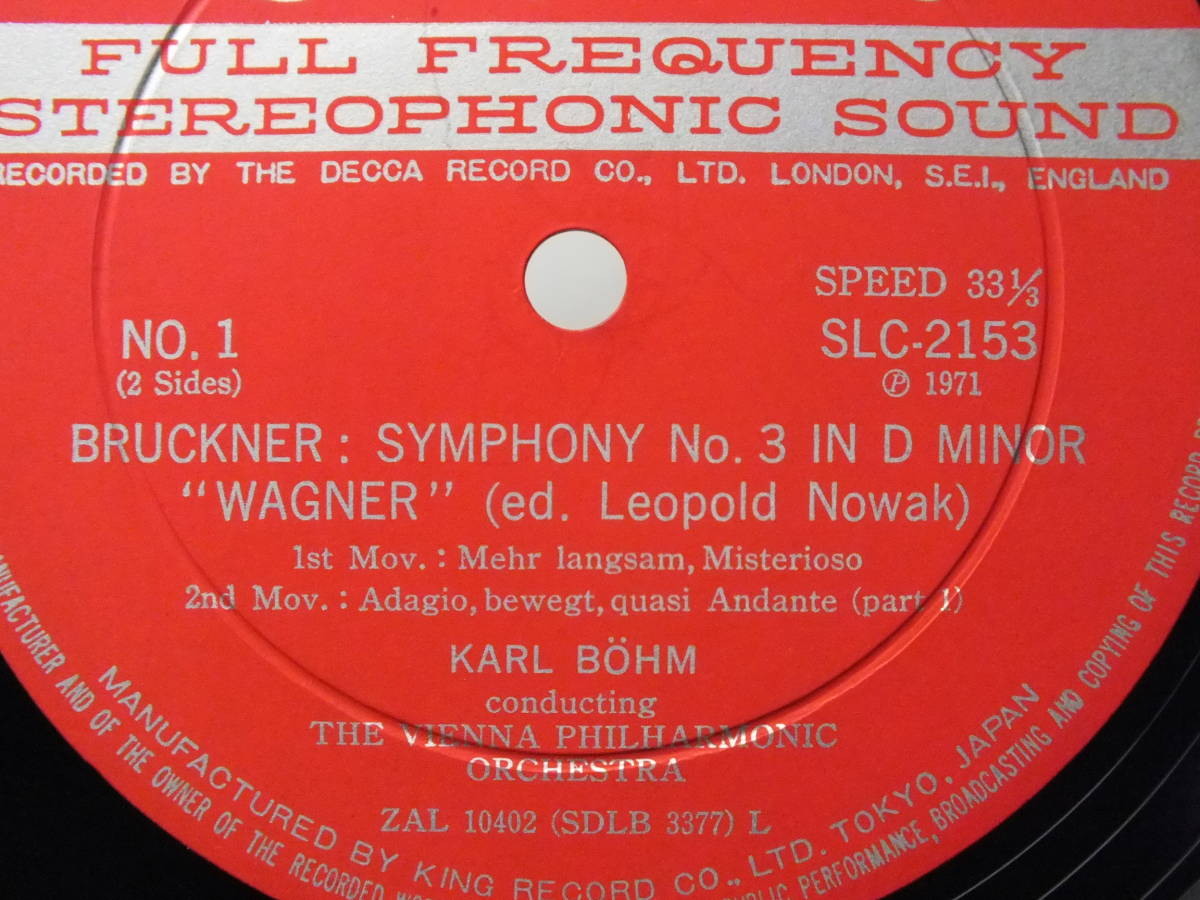 FULL FREQUENCY
STEREOPHONIC SOUND
RECORDED BY THE DECCA RECORD CO., LTD. LONDON, S.E.I., ENGLAND
SPEED 33⅓
NO. 1
SLC-2153
(2 Sides)
Ⓟ 1971
BRUCKNER: SYMPHONY No. 3 IN D MINOR
"WAGNER" (ed. Leopold Nowak)
1st Mov.: Mehr langsam, Misterioso
2nd Mov.: Adagio, bewegt, quasi Andante (part 1)
KARL BÖHM
conducting
THE VIENNA PHILHARMONIC
ORCHESTRA
ZAL 10402 (SDLB 3377) L
MANUFACTURED BY KING RECORD CO., LTD. TOKYO, JAPAN
MANUFACTURER AND OF THE OWNER OF THE RECORDED
PUBLIC PERFORMANCE, BROADCASTING AND COPYING OF THIS RECORD